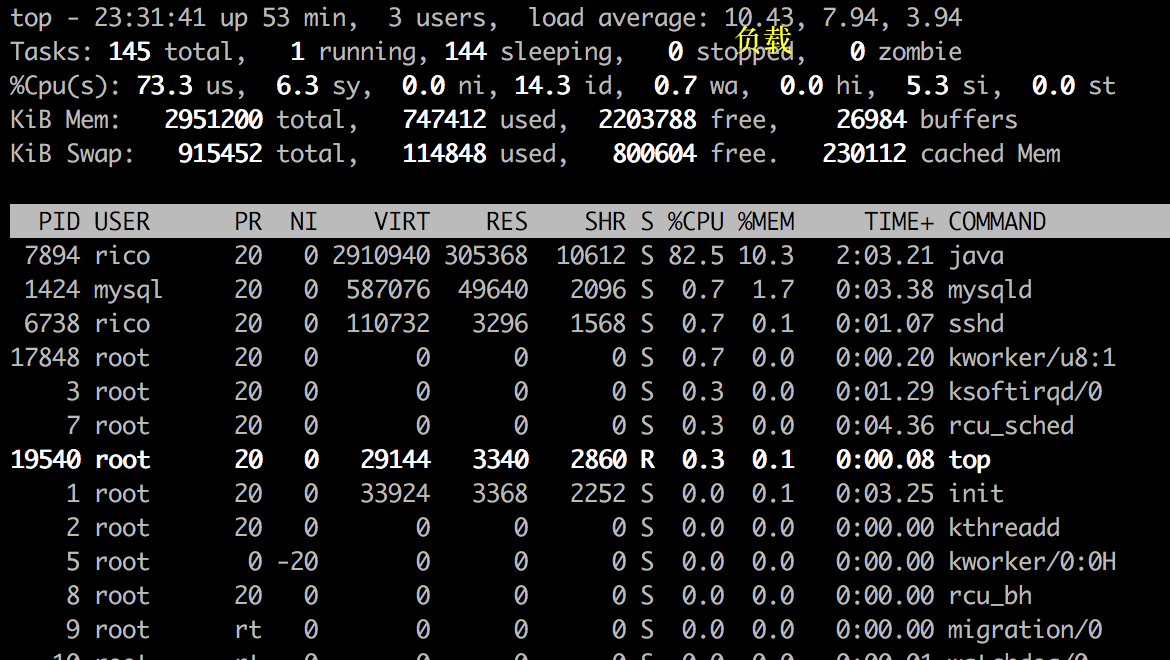 top - 23:31:41 up 53 min,  3 users,  load average: 10.43, 7.94, 3.94
负载
Tasks: 145 total,   1 running, 144 sleeping,   0 stopped,   0 zombie
%Cpu(s): 73.3 us,  6.3 sy,  0.0 ni, 14.3 id,  0.7 wa,  0.0 hi,  5.3 si,  0.0 st
KiB Mem:   2951200 total,   747412 used,  2203788 free,    26984 buffers
KiB Swap:   915452 total,   114848 used,   800604 free.   230112 cached Mem
PID USER      PR  NI    VIRT    RES    SHR S %CPU %MEM     TIME+ COMMAND
7894 rico      20   0 2910940 305368  10612 S 82.5 10.3   2:03.21 java
1424 mysql     20   0  587076  49640   2096 S  0.7  1.7   0:03.38 mysqld
6738 rico      20   0  110732   3296   1568 S  0.7  0.1   0:01.07 sshd
17848 root      20   0       0      0      0 S  0.7  0.0   0:00.20 kworker/u8:1
3 root      20   0       0      0      0 S  0.3  0.0   0:01.29 ksoftirqd/0
7 root      20   0       0      0      0 S  0.3  0.0   0:04.36 rcu_sched
19540 root      20   0   29144   3340   2860 R  0.3  0.1   0:00.08 top
1 root      20   0   33924   3368   2252 S  0.0  0.1   0:03.25 init
2 root      20   0       0      0      0 S  0.0  0.0   0:00.00 kthreadd
5 root       0 -20       0      0      0 S  0.0  0.0   0:00.00 kworker/0:0H
8 root      20   0       0      0      0 S  0.0  0.0   0:00.00 rcu_bh
9 root      rt   0       0      0      0 S  0.0  0.0   0:00.00 migration/0